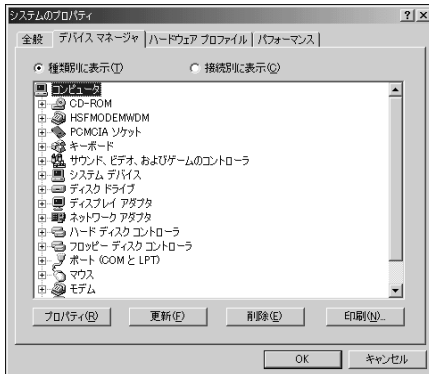 システムのプロパティ
全般 デバイス マネージャ ハードウェア プロファイル パフォーマンス
種類別に表示(T) 接続別に表示(C)
コンピュータ
CD-ROM
HSFMODEMWDM
PCMCIA ソケット
キーボード
サウンド、ビデオ、およびゲームのコントローラ
システム デバイス
ディスク ドライブ
ディスプレイ アダプタ
ネットワーク アダプタ
ハード ディスク コントローラ
フロッピー ディスク コントローラ
ポート (COM と LPT)
マウス
モデム
プロパティ(R) 更新(F) 削除(E) 印刷(N)...
OK キャンセル